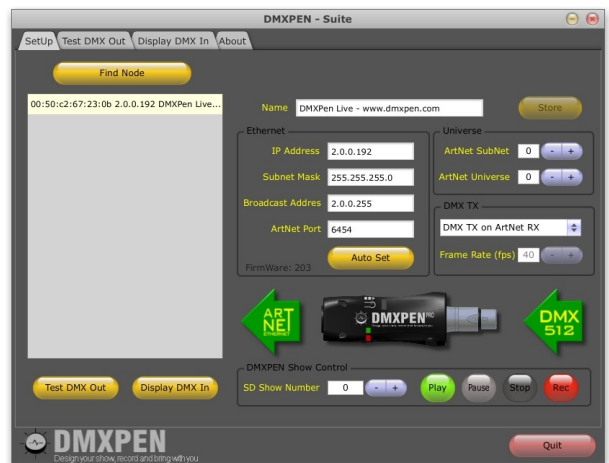 DMXPEN - Suite
SetUp Test DMX Out Display DMX In About
Find Node
00:50:c2:67:23:0b 2.0.0.192 DMXPen Live...
Name DMXPen Live - www.dmxpen.com Store
Ethernet
IP Address 2.0.0.192
Subnet Mask 255.255.255.0
Broadcast Addres 2.0.0.255
ArtNet Port 6454
Auto Set
FirmWare: 203
Universe
ArtNet SubNet 0 - +
ArtNet Universe 0 - +
DMX TX
DMX TX on ArtNet RX
Frame Rate (fps) 40 - +
ART
NET
ETHERNET
DMXPEN PRO
DMX
512
Test DMX Out Display DMX In
DMXPEN Show Control
SD Show Number 0 - + Play Pause Stop Rec
DMXPEN
Design your show, record and bring with you
Quit